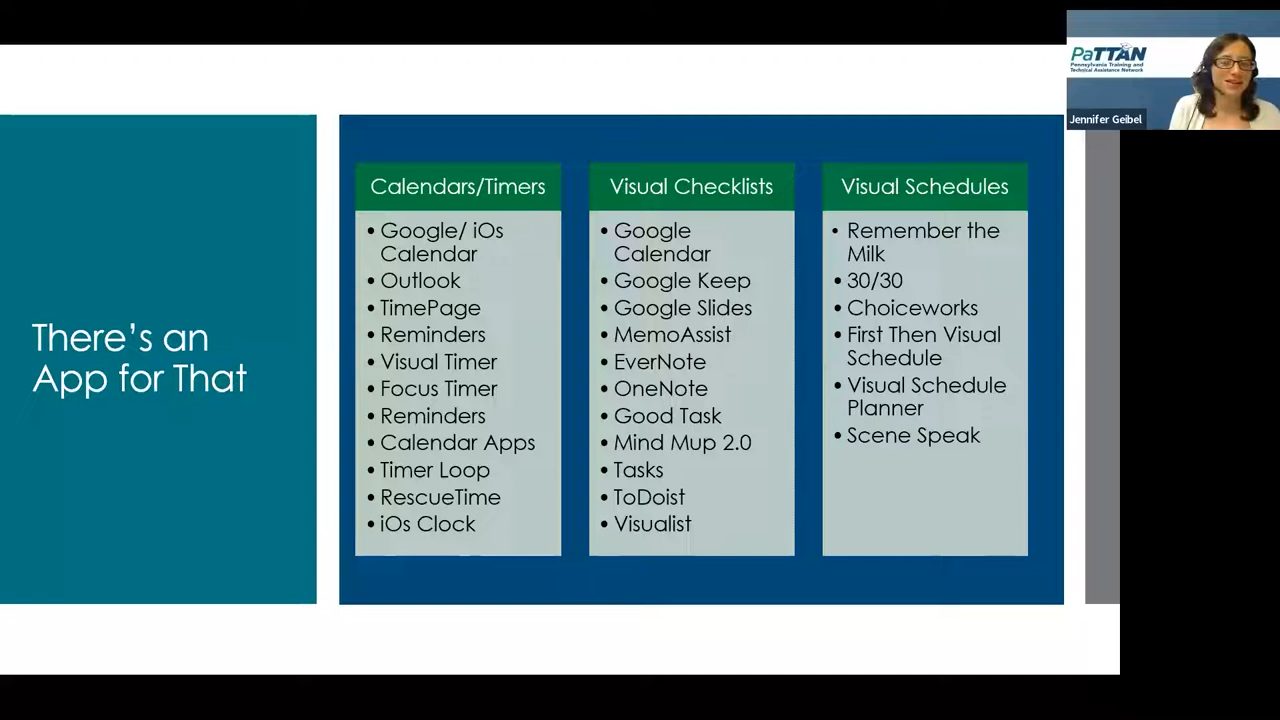 PaTTAN
Pennsylvania Training and
Technical Assistance Network
Jennifer Geibel
There's an
App for That
Calendars/Timers
• Google/ iOs
Calendar
• Outlook
• TimePage
• Reminders
• Visual Timer
• Focus Timer
• Reminders
• Calendar Apps
• Timer Loop
• RescueTime
• iOs Clock
Visual Checklists
• Google
Calendar
• Google Keep
• Google Slides
• MemoAssist
• EverNote
• OneNote
• Good Task
• Mind Mup 2.0
• Tasks
• ToDoist
• Visualist
Visual Schedules
• Remember the
Milk
• 30/30
• Choiceworks
• First Then Visual
Schedule
• Visual Schedule
Planner
• Scene Speak